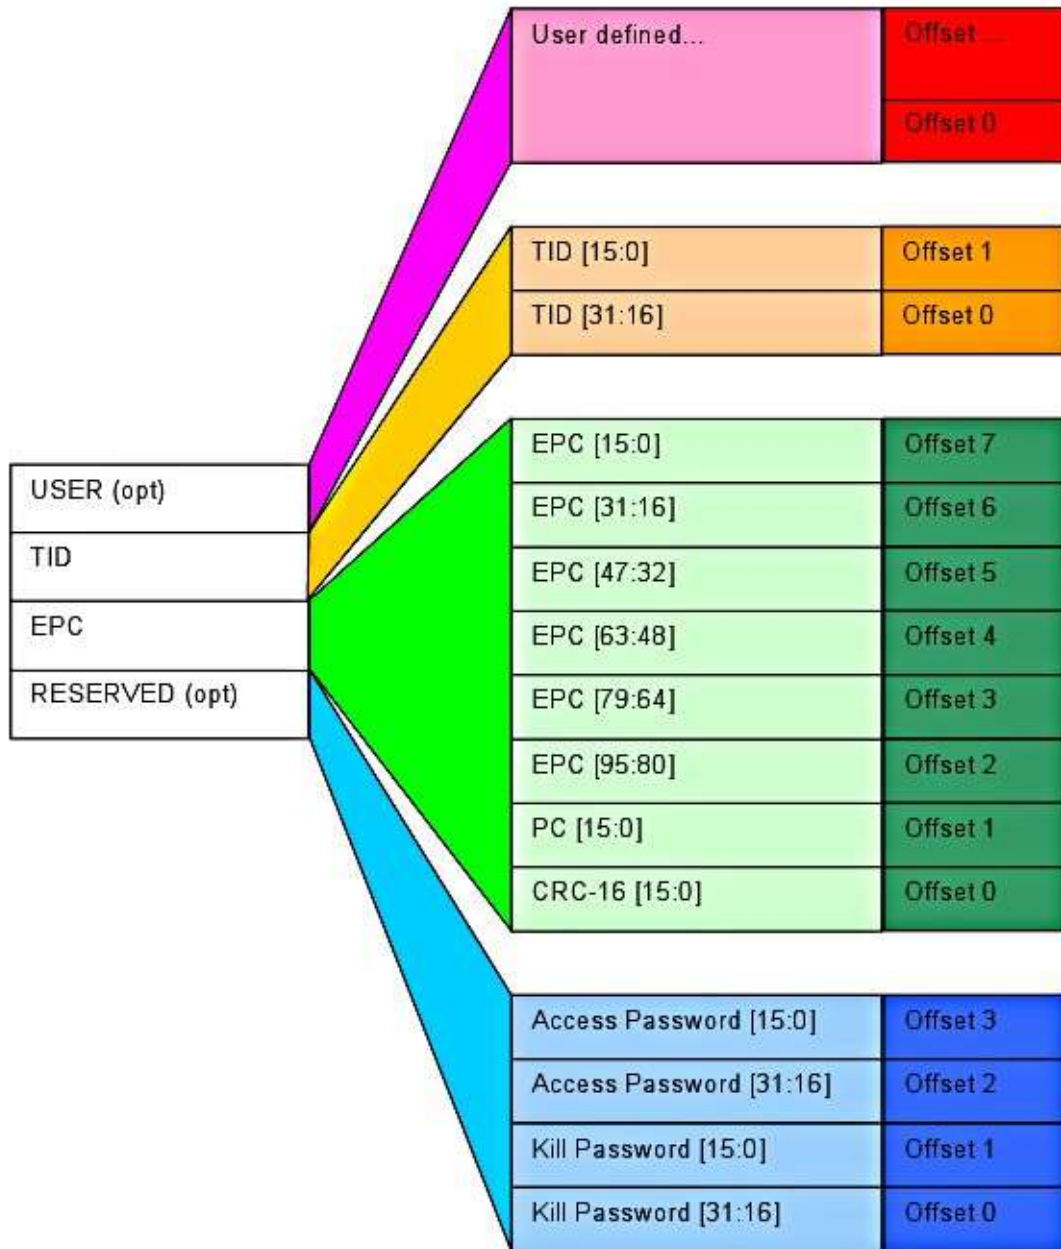 User defined...
Offset ...
Offset 0
TID [15:0]
Offset 1
TID [31:16]
Offset 0
EPC [15:0]
Offset 7
EPC [31:16]
Offset 6
EPC [47:32]
Offset 5
EPC [63:48]
Offset 4
EPC [79:64]
Offset 3
EPC [95:80]
Offset 2
PC [15:0]
Offset 1
CRC-16 [15:0]
Offset 0
USER (opt)
TID
EPC
RESERVED (opt)
Access Password [15:0]
Offset 3
Access Password [31:16]
Offset 2
Kill Password [15:0]
Offset 1
Kill Password [31:16]
Offset 0